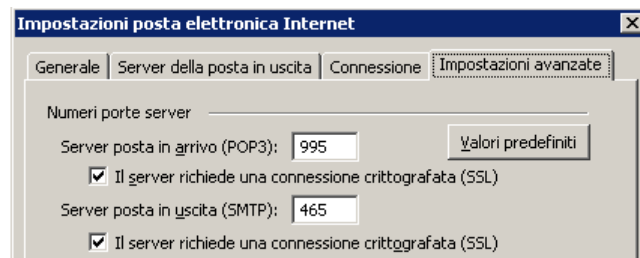 Impostazioni posta elettronica Internet
Generale Server della posta in uscita Connessione Impostazioni avanzate
Numeri porte server
Server posta in arrivo (POP3): 995 Valori predefiniti
Il server richiede una connessione crittografata (SSL)
Server posta in uscita (SMTP): 465
Il server richiede una connessione crittografata (SSL)